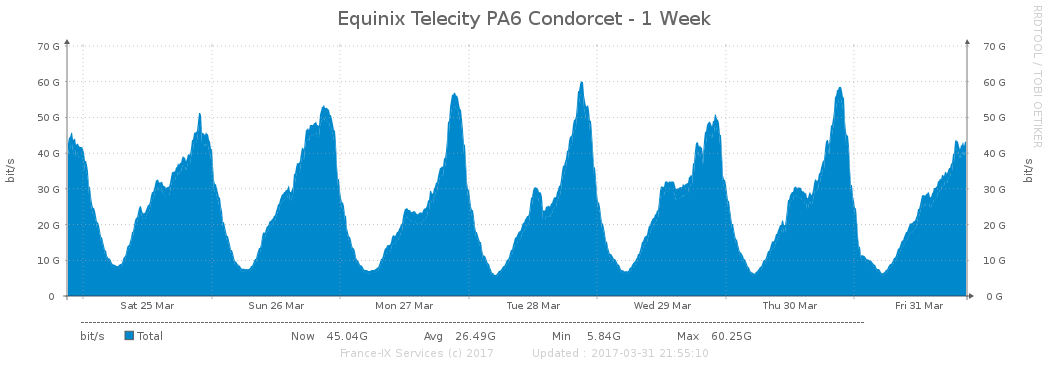 Equinix Telecity PA6 Condorcet - 1 Week
RRDTOOL / TOBI OETIKER
70 G 70 G
60 G 60 G
50 G 50 G
40 G 40 G
30 G 30 G
20 G 20 G
10 G 10 G
0 0 G
bit/s
bit/s
Sat 25 Mar Sun 26 Mar Mon 27 Mar Tue 28 Mar Wed 29 Mar Thu 30 Mar Fri 31 Mar
bit/s Total Now 45.04G Avg 26.49G Min 5.84G Max 60.25G
France-IX Services (c) 2017 Updated : 2017-03-31 21:55:10